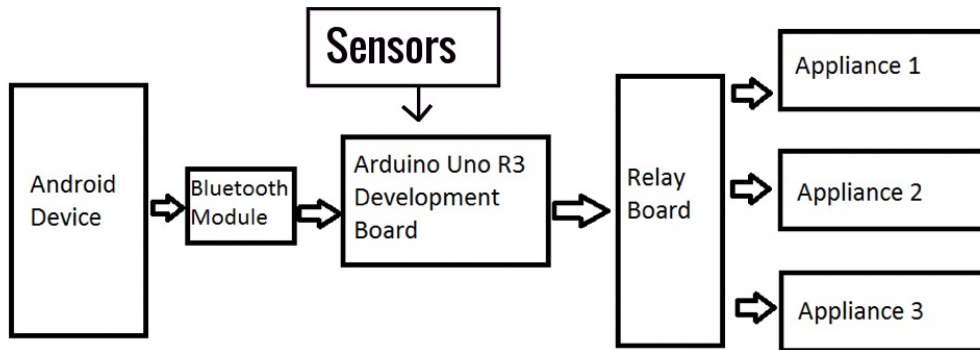 Sensors
Android
Device
Bluetooth
Module
Arduino Uno R3
Development
Board
Relay
Board
Appliance 1
Appliance 2
Appliance 3